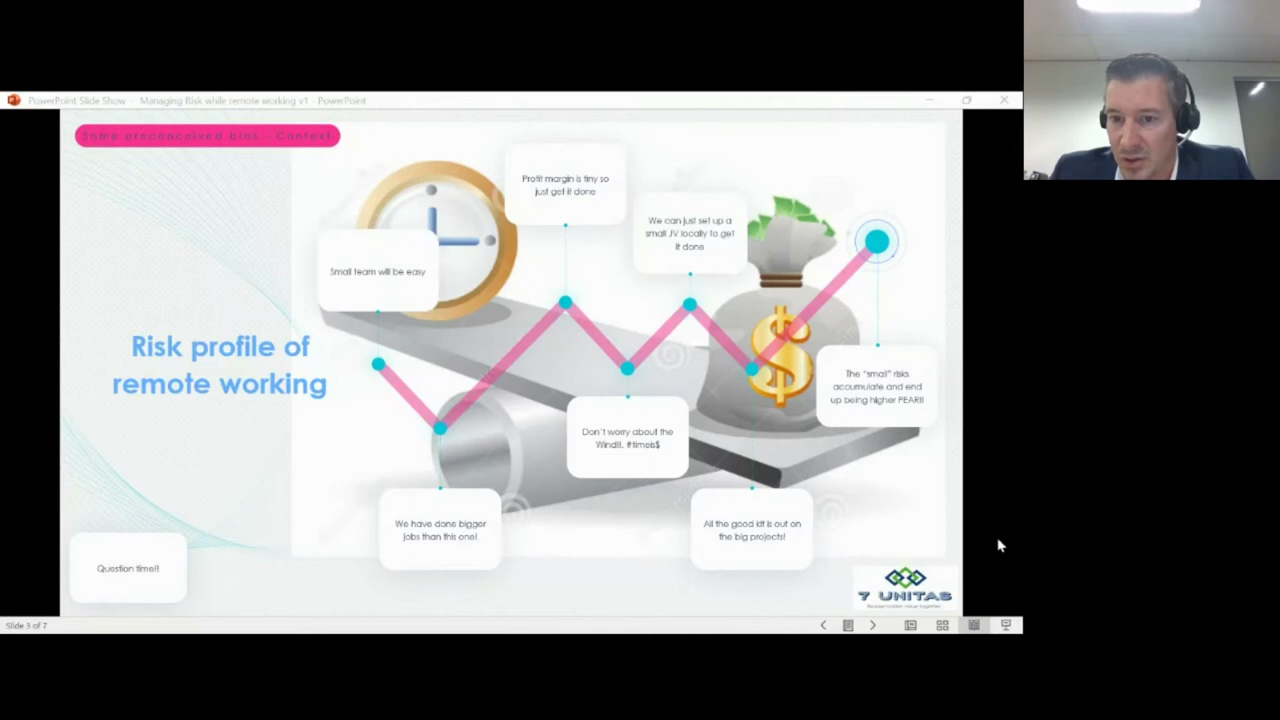 PowerPoint Slide Show - Managing Risk while remote working v1 - PowerPoint
Some precepceived bias - Context
Profit margin is tiny so
just get it done
We can just set up a
small JV locally to get
it done
Small team will be easy
Risk profile of
remote working
The "small" risks
accumulate and end
up being higher FEAR!!
Don't worry about the
Wind!!, #timeis$
We have done bigger
jobs than this one!
All the good kit is out on
the big projects!
Question time!!
$
7 UNITAS
Slide 3 of 7